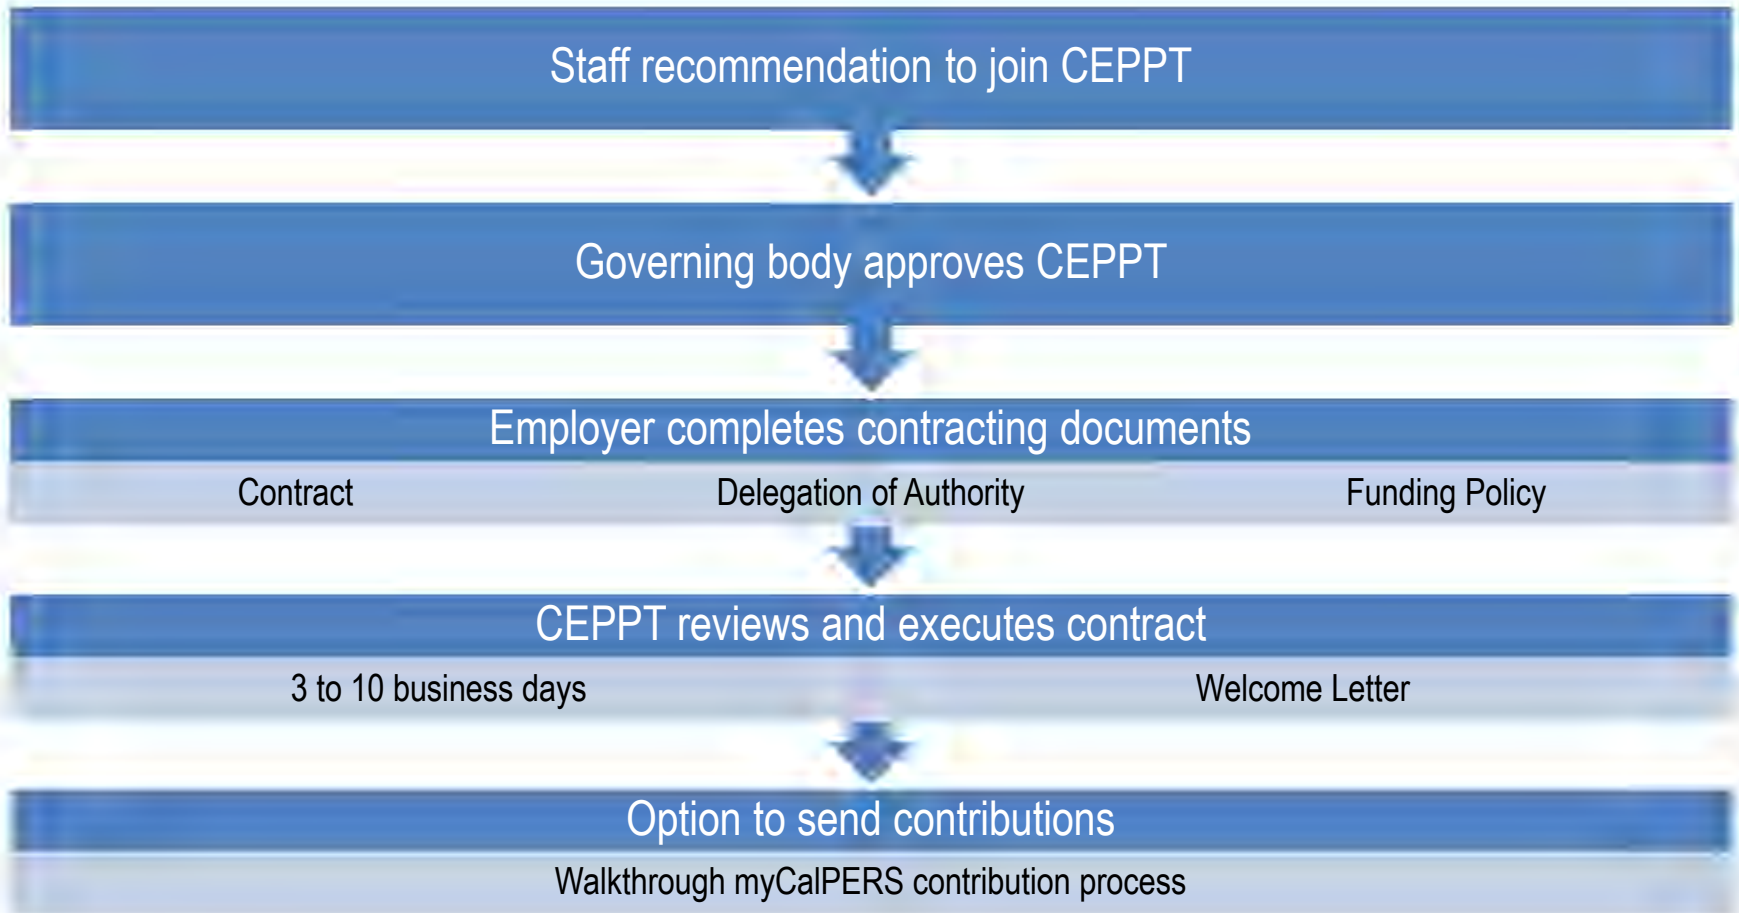 Staff recommendation to join CEPPT
Governing body approves CEPPT
Employer completes contracting documents
Contract
Delegation of Authority
Funding Policy
CEPPT reviews and executes contract
3 to 10 business days
Welcome Letter
Option to send contributions
Walkthrough myCalPERS contribution process